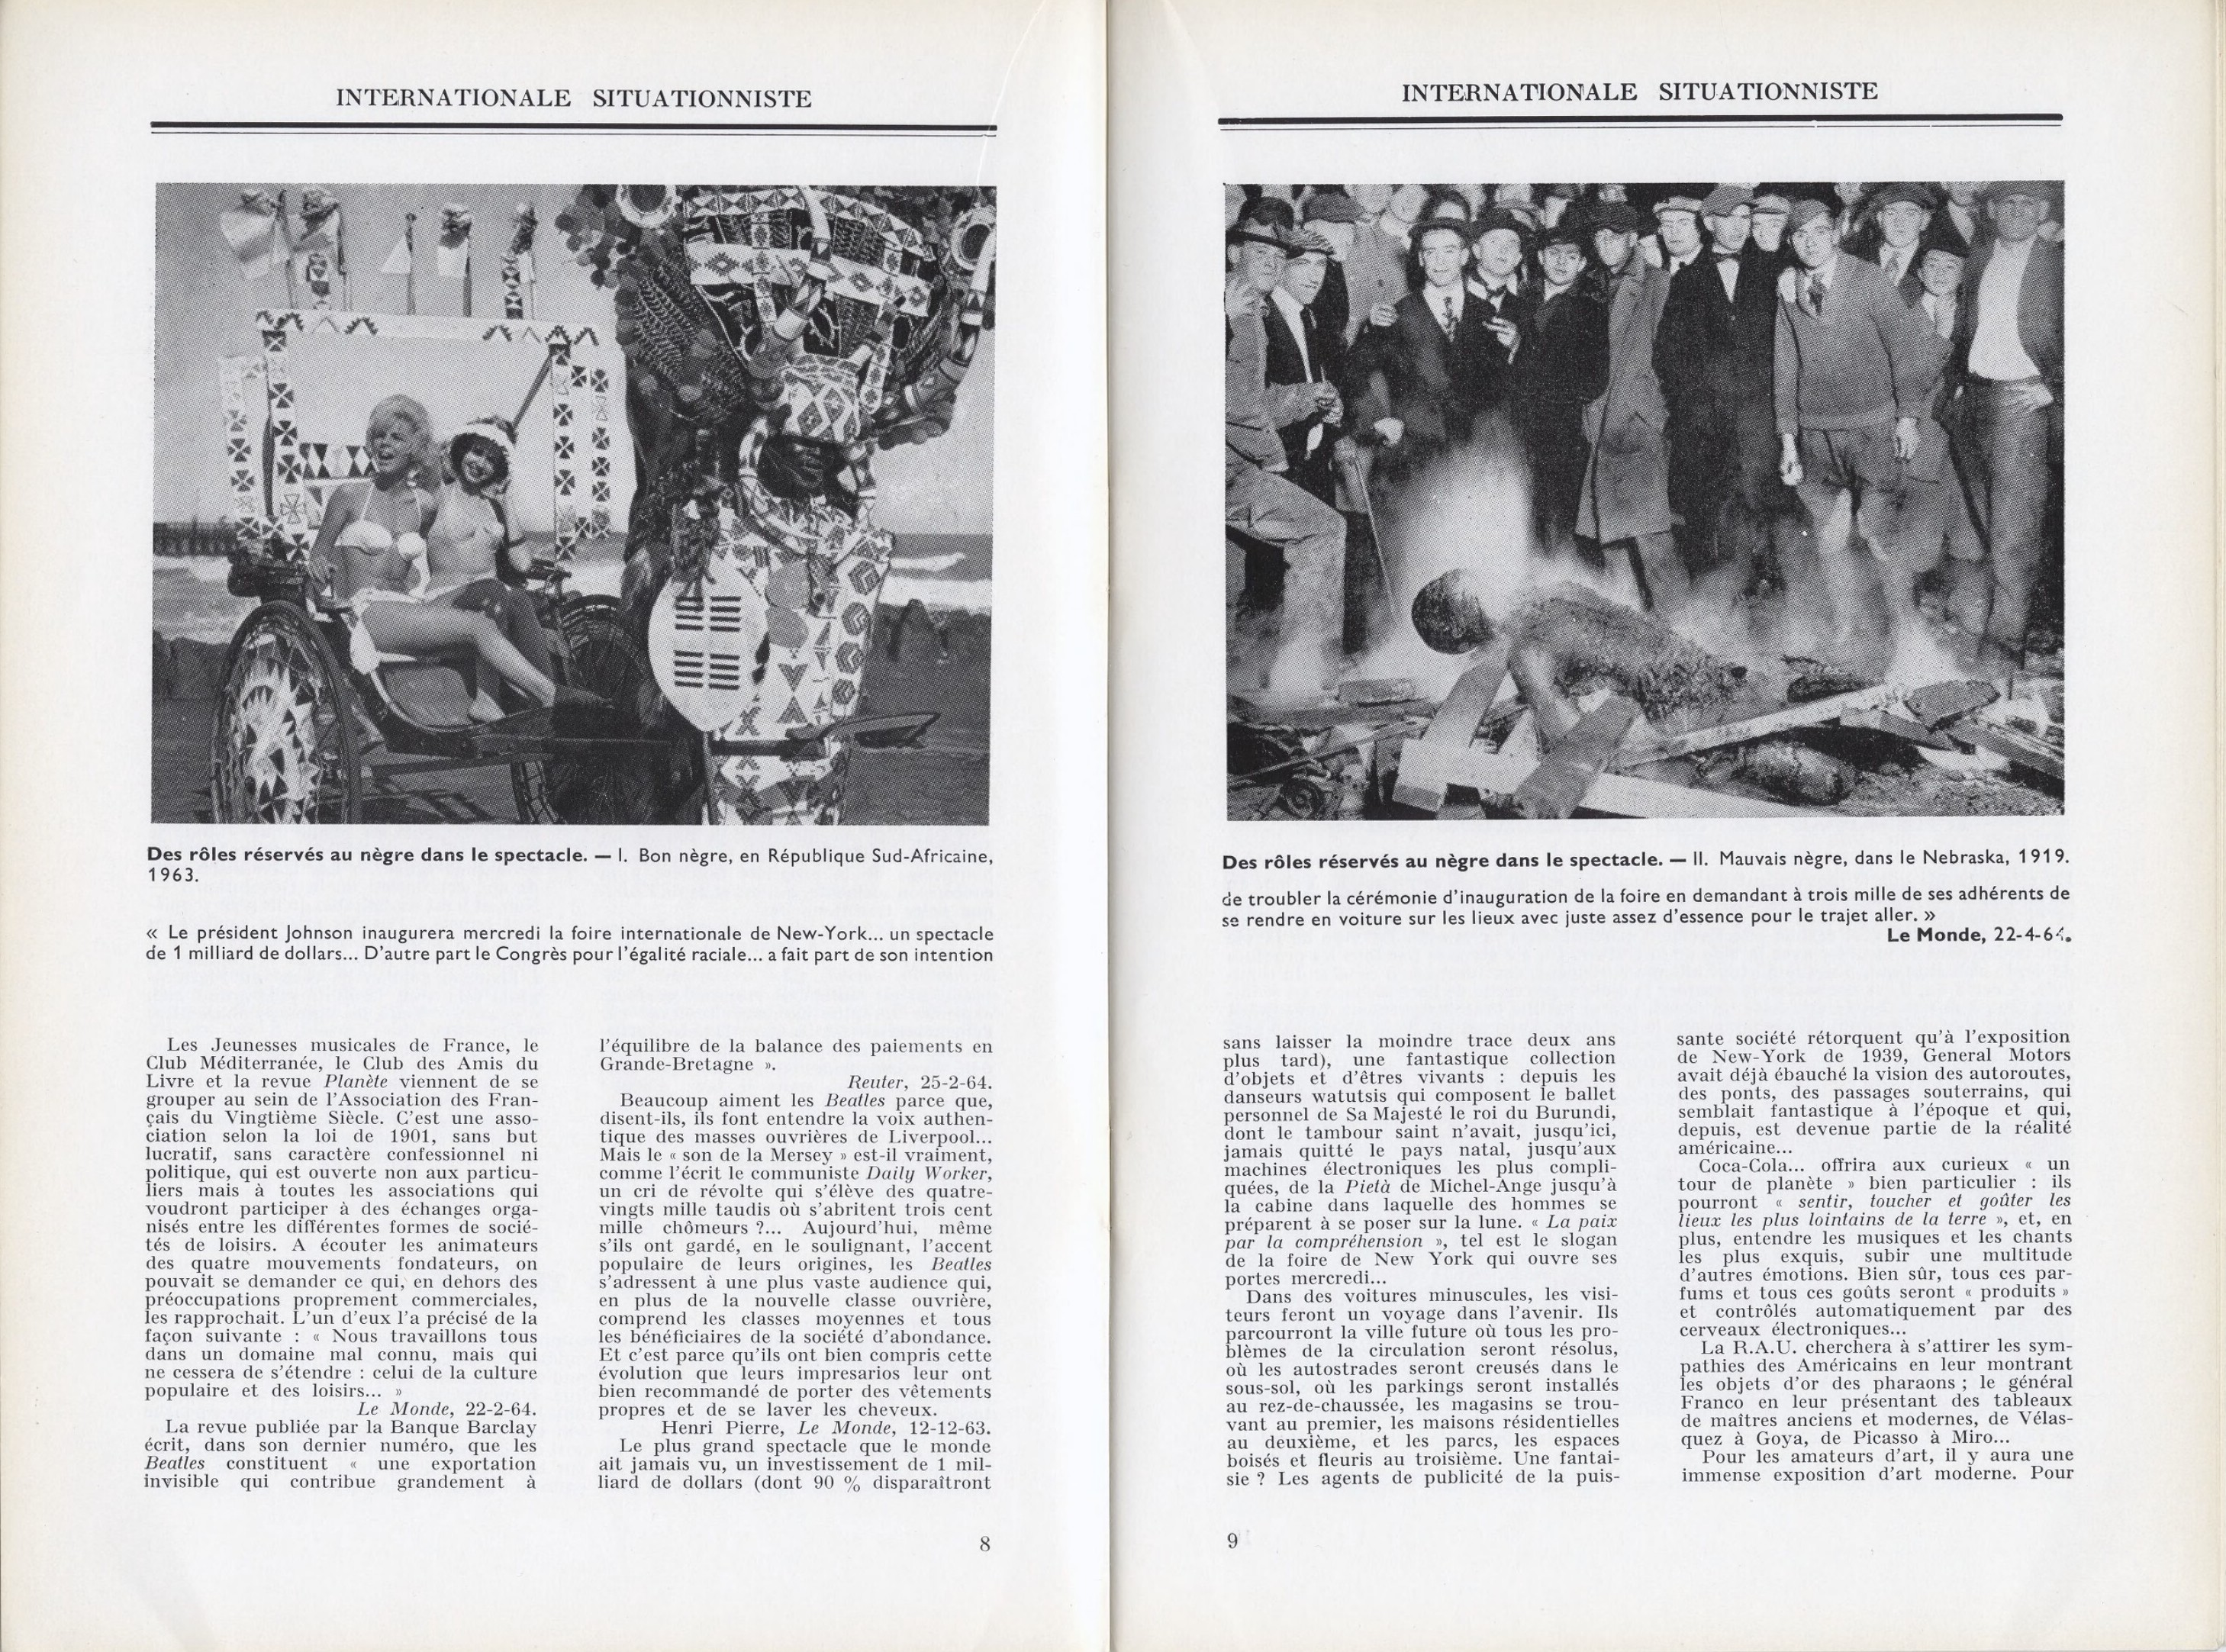 INTERNATIONALE SITUATIONNISTE
Des rôles réservés au nègre dans le spectacle. — I. Bon nègre, en République Sud-Africaine,
1963.
« Le président Johnson inaugurera mercredi la foire internationale de New-York... un spectacle
de 1 milliard de dollars... D'autre part le Congrès pour l'égalité raciale... a fait part de son intention
Les Jeunesses musicales de France, le
Club Méditerranée, le Club des Amis du
Livre et la revue Planète viennent de se
grouper au sein de l'Association des Fran-
çais du Vingtième Siècle. C'est une asso-
ciation selon la loi de 1901, sans but
lucratif, sans caractère confessionnel ni
politique, qui est ouverte non aux particu-
liers mais à toutes les associations qui
voudront participer à des échanges orga-
nisés entre les différentes formes de socié-
tés de loisirs. A écouter les animateurs
des quatre mouvements fondateurs, on
pouvait se demander ce qui, en dehors des
préoccupations proprement commerciales,
les rapprochait. L'un d'eux l'a précisé de la
façon suivante : « Nous travaillons tous
dans un domaine mal connu, mais qui
ne cessera de s'étendre : celui de la culture
populaire et des loisirs... »
Le Monde, 22-2-64.
La revue publiée par la Banque Barclay
écrit, dans son dernier numéro, que les
Beatles constituent « une exportation
invisible qui contribue grandement à
l'équilibre de la balance des paiements en
Grande-Bretagne ».
Reuter, 25-2-64.
Beaucoup aiment les Beatles parce que,
disent-ils, ils font entendre la voix authen-
tique des masses ouvrières de Liverpool...
Mais le « son de la Mersey » est-il vraiment,
comme l'écrit le communiste Daily Worker,
un cri de révolte qui s'élève des quatre-
vingts mille taudis où s'abritent trois cent
mille chômeurs ?... Aujourd'hui, même
s'ils ont gardé, en le soulignant, l'accent
populaire de leurs origines, les Beatles
s'adressent à une plus vaste audience qui,
en plus de la nouvelle classe ouvrière,
comprend les classes moyennes et tous
les bénéficiaires de la société d'abondance.
Et c'est parce qu'ils ont bien compris cette
évolution que leurs impresarios leur ont
bien recommandé de porter des vêtements
propres et de se laver les cheveux.
Henri Pierre, Le Monde, 12-12-63.
Le plus grand spectacle que le monde
ait jamais vu, un investissement de 1 mil-
liard de dollars (dont 90 % disparaîtront
8
INTERNATIONALE SITUATIONNISTE
Des rôles réservés au nègre dans le spectacle. — II. Mauvais nègre, dans le Nebraska, 1919.
de troubler la cérémonie d'inauguration de la foire en demandant à trois mille de ses adhérents de
se rendre en voiture sur les lieux avec juste assez d'essence pour le trajet aller. »
Le Monde, 22-4-64.
sans laisser la moindre trace deux ans
plus tard), une fantastique collection
d'objets et d'êtres vivants : depuis les
danseurs watutsis qui composent le ballet
personnel de Sa Majesté le roi du Burundi,
dont le tambour saint n'avait, jusqu'ici,
jamais quitté le pays natal, jusqu'aux
machines électroniques les plus compli-
quées, de la Pietà de Michel-Ange jusqu'à
la cabine dans laquelle des hommes se
préparent à se poser sur la lune. « La paix
par la compréhension », tel est le slogan
de la foire de New York qui ouvre ses
portes mercredi...
Dans des voitures minuscules, les visi-
teurs feront un voyage dans l'avenir. Ils
parcourront la ville future où tous les pro-
blèmes de la circulation seront résolus,
où les autostrades seront creusés dans le
sous-sol, où les parkings seront installés
au rez-de-chaussée, les magasins se trou-
vant au premier, les maisons résidentielles
au deuxième, et les parcs, les espaces
boisés et fleuris au troisième. Une fantai-
sie ? Les agents de publicité de la puis-
sante société rétorquent qu'à l'exposition
de New-York de 1939, General Motors
avait déjà ébauché la vision des autoroutes,
des ponts, des passages souterrains, qui
semblait fantastique à l'époque et qui,
depuis, est devenue partie de la réalité
américaine...
Coca-Cola... offrira aux curieux « un
tour de planète » bien particulier : ils
pourront « sentir, toucher et goûter les
lieux les plus lointains de la terre », et, en
plus, entendre les musiques et les chants
les plus exquis, subir une multitude
d'autres émotions. Bien sûr, tous ces par-
fums et tous ces goûts seront « produits »
et contrôlés automatiquement par des
cerveaux électroniques...
La R.A.U. cherchera à s'attirer les sym-
pathies des Américains en leur montrant
les objets d'or des pharaons ; le général
Franco en leur présentant des tableaux
de maîtres anciens et modernes, de Vélas-
quez à Goya, de Picasso à Miro...
Pour les amateurs d'art, il y aura une
immense exposition d'art moderne. Pour
9